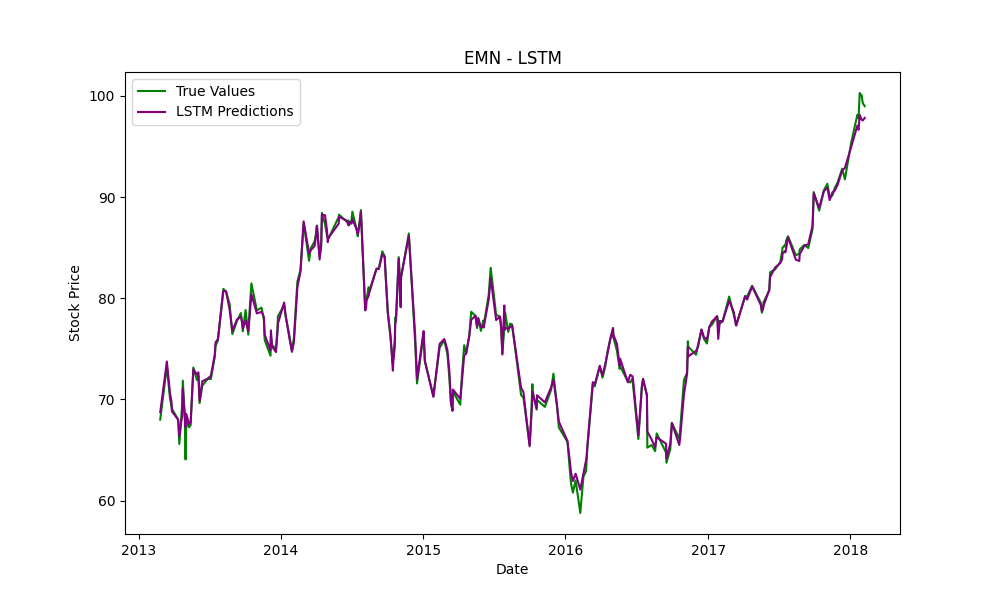 EMN - LSTM
True Values
LSTM Predictions
Stock Price
100
90
80
70
60
2013 2014 2015 2016 2017 2018
Date